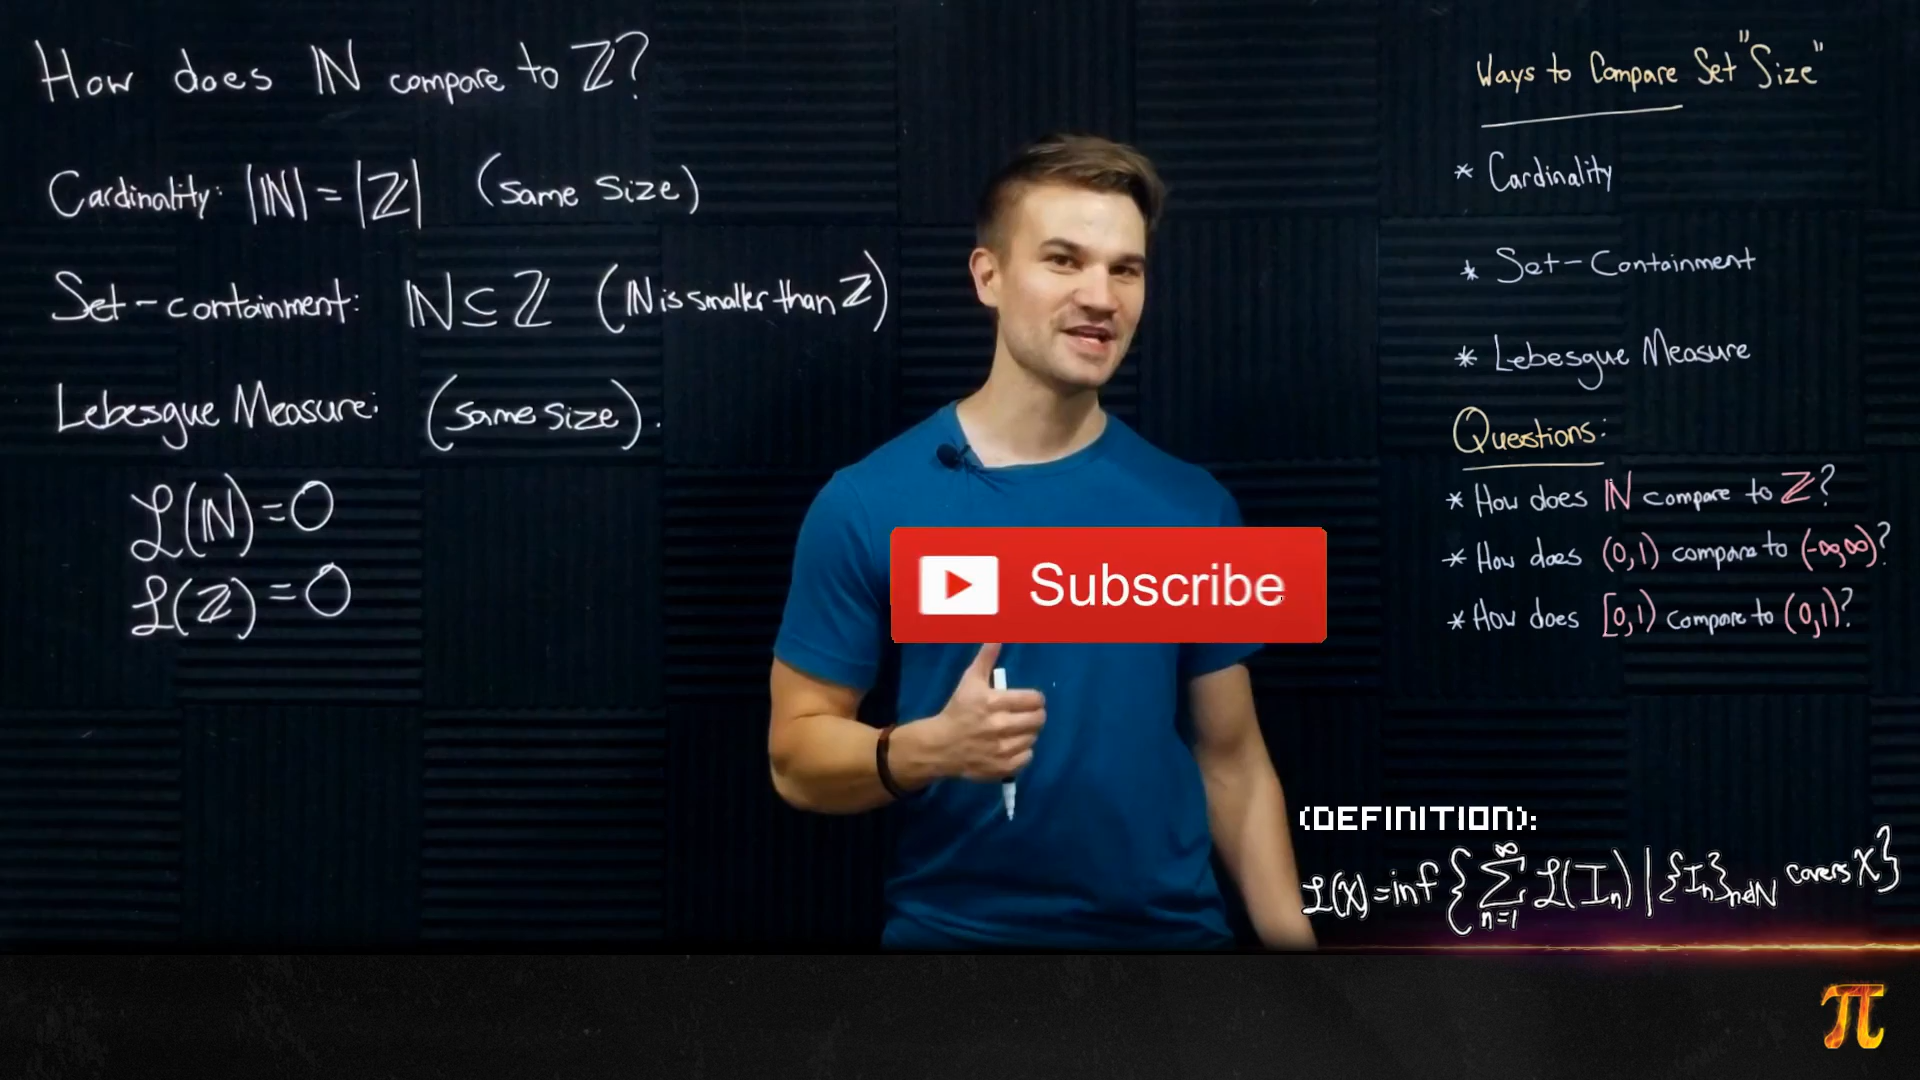 How does ℕ compare to ℤ?
Cardinality: |ℕ| = |ℤ| (same size)
Set-containment: ℕ ⊆ ℤ (ℕ is smaller than ℤ)
Lebesgue Measure: (same size).
ℒ(ℕ) = 0
ℒ(ℤ) = 0
Ways to Compare Set "Size"
* Cardinality
* Set-Containment
* Lebesgue Measure
Questions:
* How does ℕ compare to ℤ?
* How does (0,1) compare to (-∞,∞)?
* How does [0,1) compare to (0,1)?
Subscribe
(DEFINITION):
ℒ(X) = inf { ∑_{n=1}^{∞} ℒ(I_n) | {I_n}_{n∈ℕ} covers X }
π